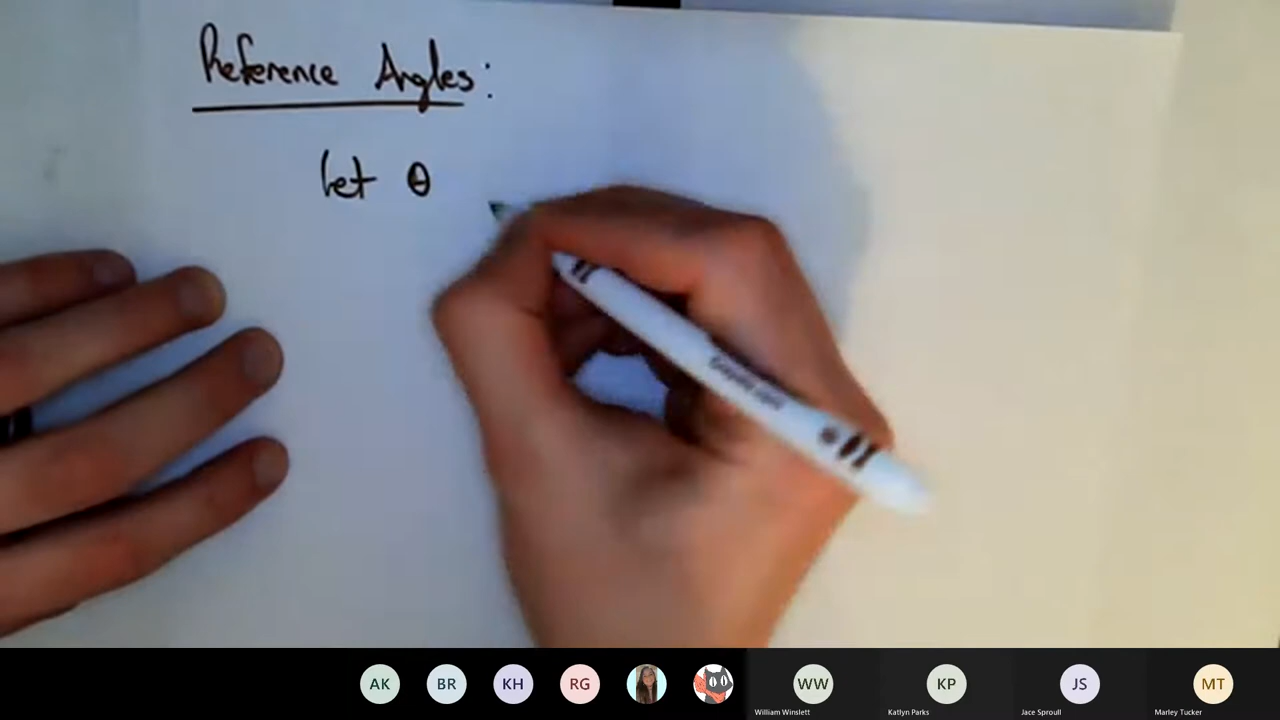 Reference Angles:
let θ
AK BR KH RG WW KP JS MT
William Winslett Katlyn Parks Jace Sproull Marley Tucker